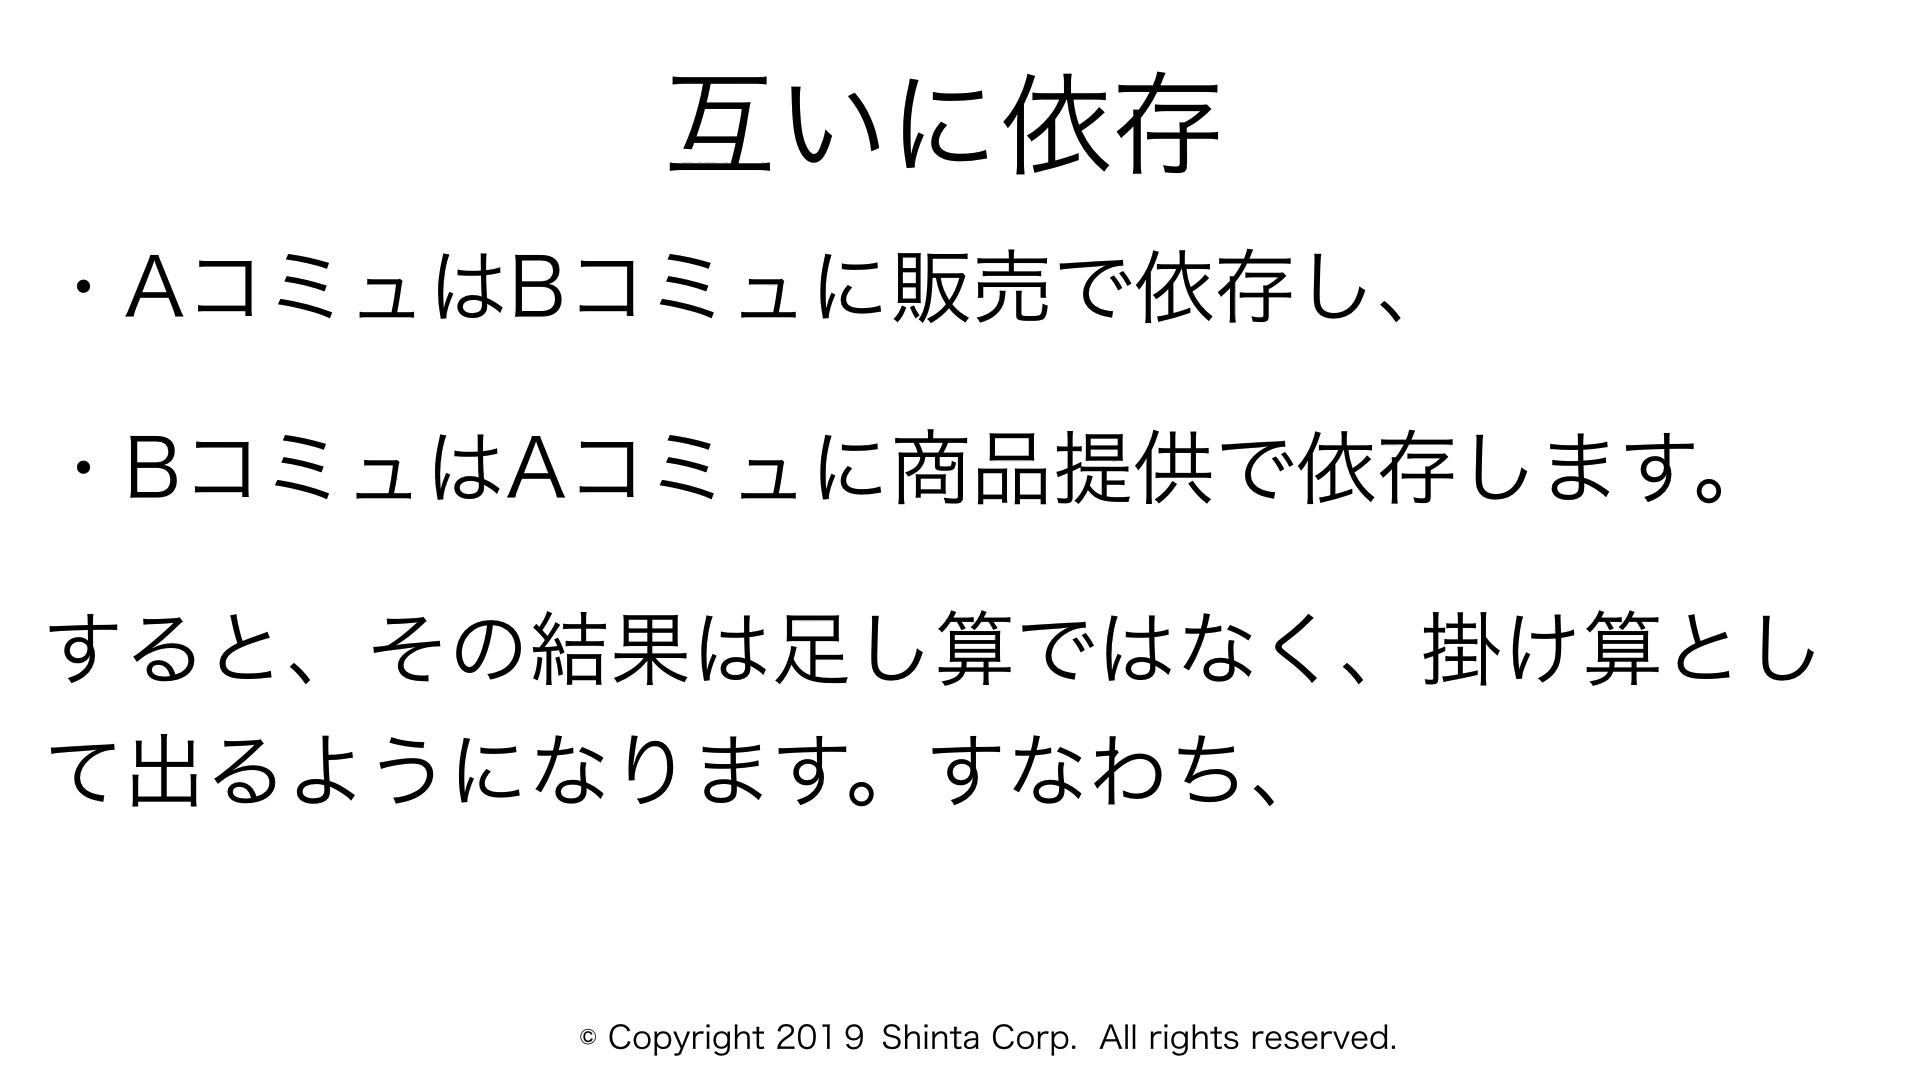 互いに依存
・AコミュはBコミュに販売で依存し、
・BコミュはAコミュに商品提供で依存します。
すると、その結果は足し算ではなく、掛け算とし
て出るようになります。すなわち、
© Copyright 201９ Shinta Corp.  All rights reserved.